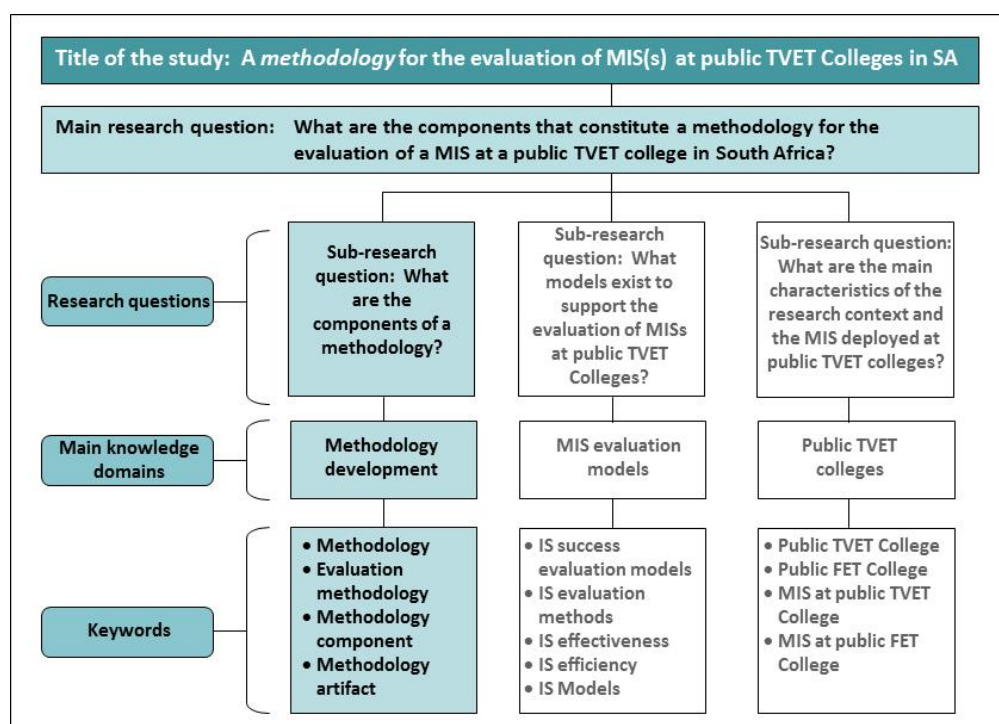 Title of the study: A methodology for the evaluation of MIS(s) at public TVET Colleges in SA
Main research question: What are the components that constitute a methodology for the
evaluation of a MIS at a public TVET college in South Africa?
Research questions
Sub-research
question: What
are the
components of a
methodology?
Sub-research
question: What
models exist to
support the
evaluation of MISs
at public TVET
Colleges?
Sub-research question:
What are the main
characteristics of the
research context and
the MIS deployed at
public TVET colleges?
Main knowledge
domains
Methodology
development
MIS evaluation
models
Public TVET
colleges
Keywords
• Methodology
• Evaluation
methodology
• Methodology
component
• Methodology
artifact
• IS success
evaluation models
• IS evaluation
methods
• IS effectiveness
• IS efficiency
• IS Models
• Public TVET College
• Public FET College
• MIS at public TVET
College
• MIS at public FET
College